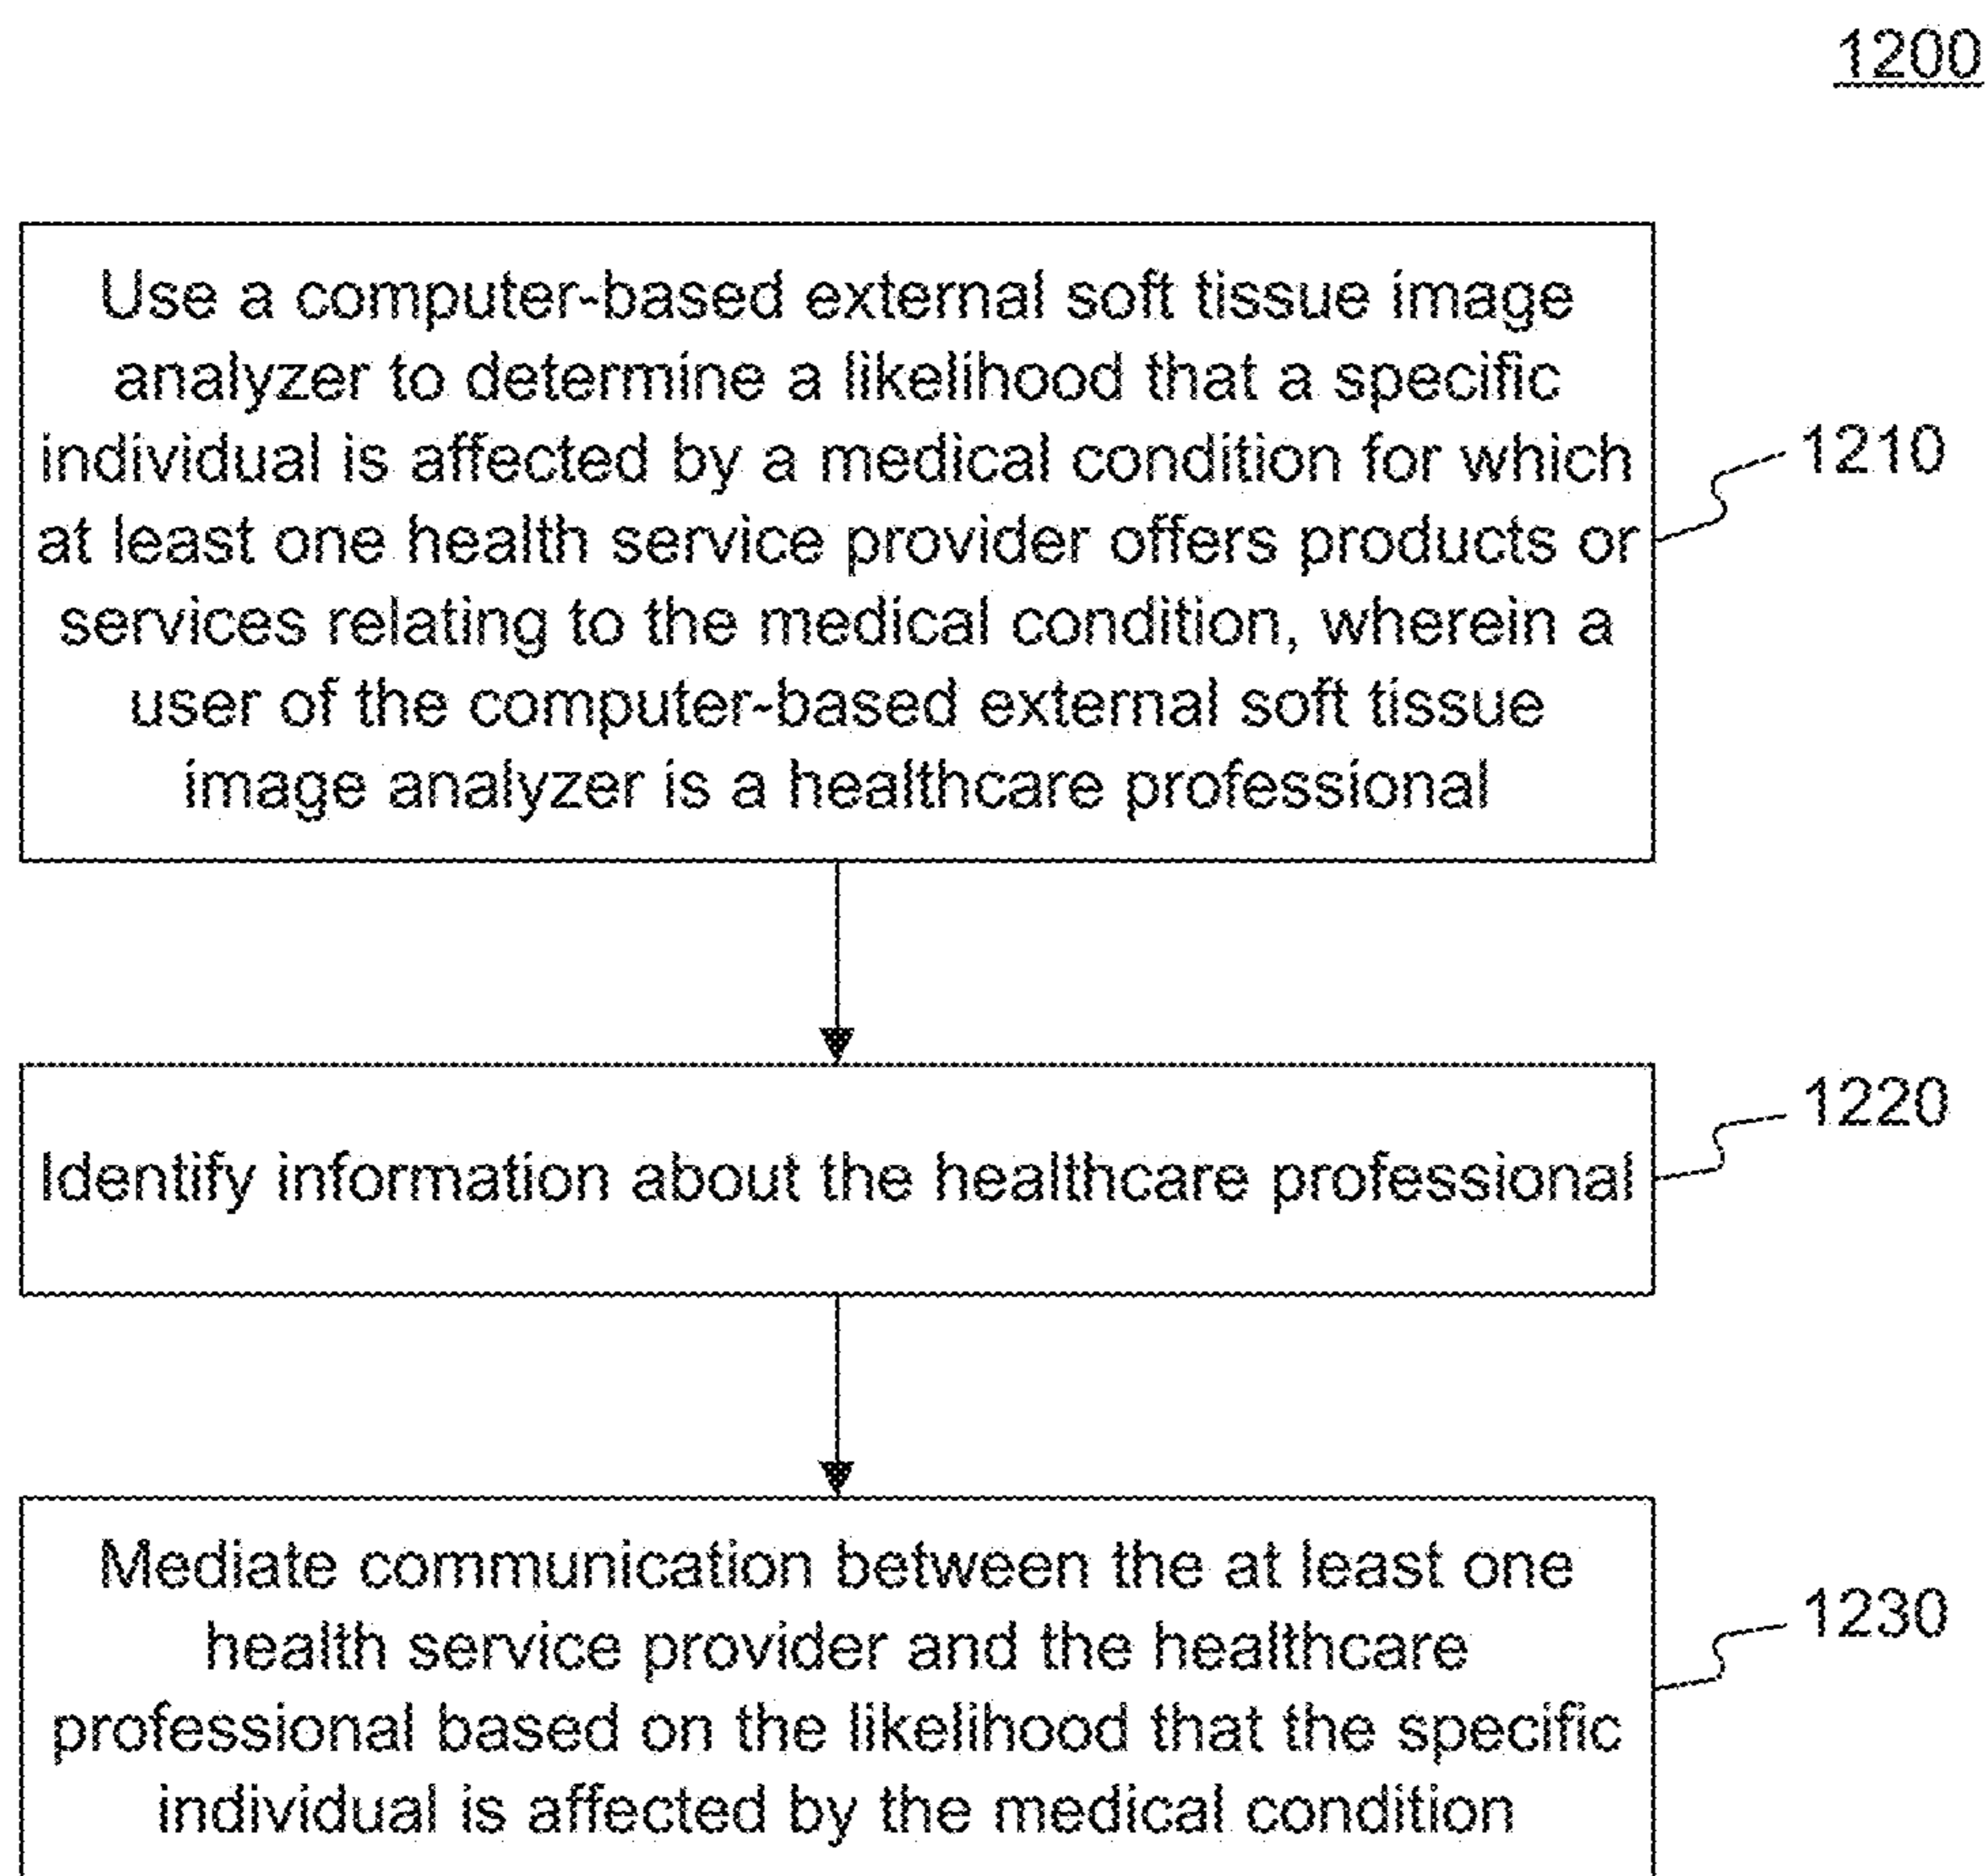 1200
Use a computer-based external soft tissue image
analyzer to determine a likelihood that a specific
individual is affected by a medical condition for which
at least one health service provider offers products or
services relating to the medical condition, wherein a
user of the computer-based external soft tissue
image analyzer is a healthcare professional
1210
Identify information about the healthcare professional
1220
Mediate communication between the at least one
health service provider and the healthcare
professional based on the likelihood that the specific
individual is affected by the medical condition
1230